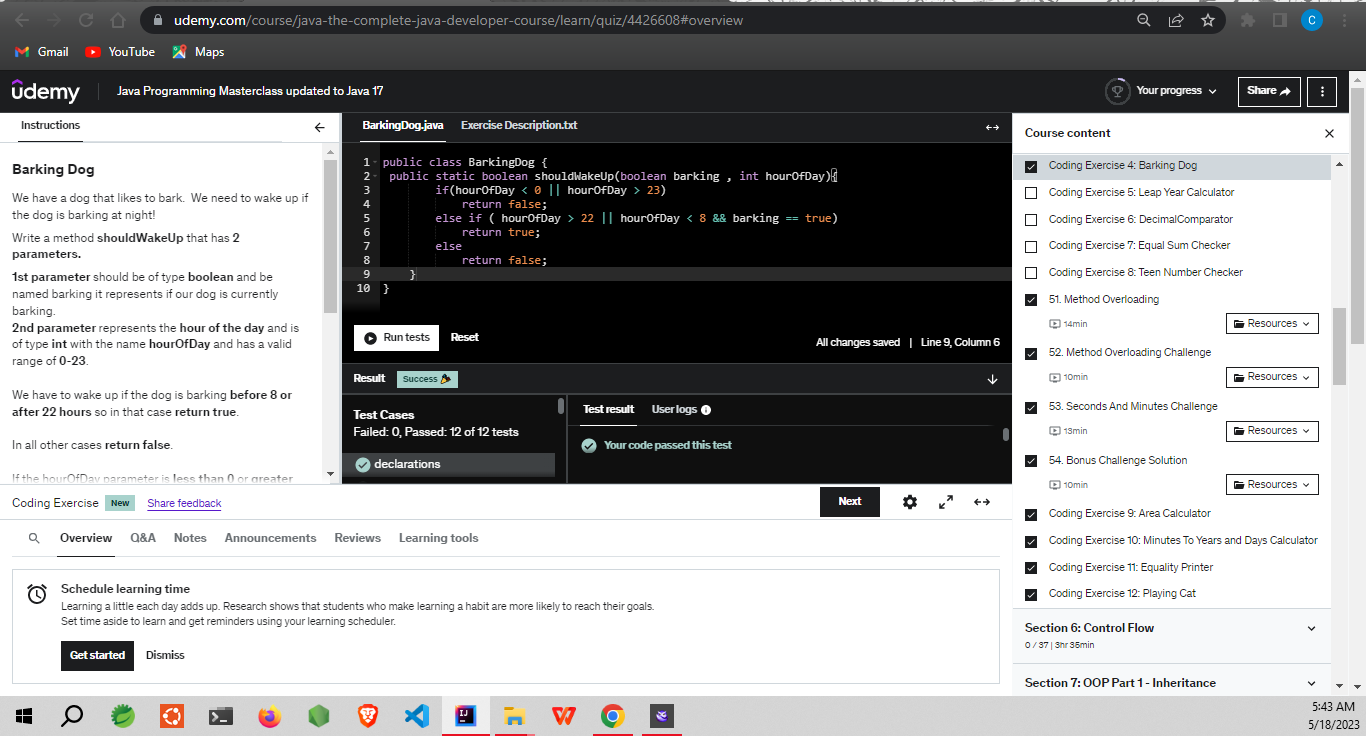 udemy.com/course/java-the-complete-java-developer-course/learn/quiz/4426608#overview
C
Gmail
YouTube
Maps
udemy
Java Programming Masterclass updated to Java 17
Your progress
Share
Instructions
Barking Dog
We have a dog that likes to bark. We need to wake up if
the dog is barking at night!
Write a method shouldWakeUp that has 2
parameters.
1st parameter should be of type boolean and be
named barking it represents if our dog is currently
barking.
2nd parameter represents the hour of the day and is
of type int with the name hourOfDay and has a valid
range of 0-23.
We have to wake up if the dog is barking before 8 or
after 22 hours so in that case return true.
In all other cases return false.
If the hourOfDay parameter is less than 0 or greater
BarkingDog.java
Exercise Description.txt
1 public class BarkingDog {
2 public static boolean shouldWakeUp(boolean barking , int hourOfDay){
3 if(hourOfDay < 0 || hourOfDay > 23)
4 return false;
5 else if ( hourOfDay > 22 || hourOfDay < 8 && barking == true)
6 return true;
7 else
8 return false;
9 }
10 }
Run tests
Reset
All changes saved | Line 9, Column 6
Result
Success
Test Cases
Failed: 0, Passed: 12 of 12 tests
declarations
Test result
User logs
Your code passed this test
Coding Exercise
New
Share feedback
Next
Overview
Q&A
Notes
Announcements
Reviews
Learning tools
Schedule learning time
Learning a little each day adds up. Research shows that students who make learning a habit are more likely to reach their goals.
Set time aside to learn and get reminders using your learning scheduler.
Get started
Dismiss
Course content
Coding Exercise 4: Barking Dog
Coding Exercise 5: Leap Year Calculator
Coding Exercise 6: DecimalComparator
Coding Exercise 7: Equal Sum Checker
Coding Exercise 8: Teen Number Checker
51. Method Overloading
14min
Resources
52. Method Overloading Challenge
10min
Resources
53. Seconds And Minutes Challenge
13min
Resources
54. Bonus Challenge Solution
10min
Resources
Coding Exercise 9: Area Calculator
Coding Exercise 10: Minutes To Years and Days Calculator
Coding Exercise 11: Equality Printer
Coding Exercise 12: Playing Cat
Section 6: Control Flow
0 / 37 | 3hr 35min
Section 7: OOP Part 1 - Inheritance
5:43 AM
5/18/2023